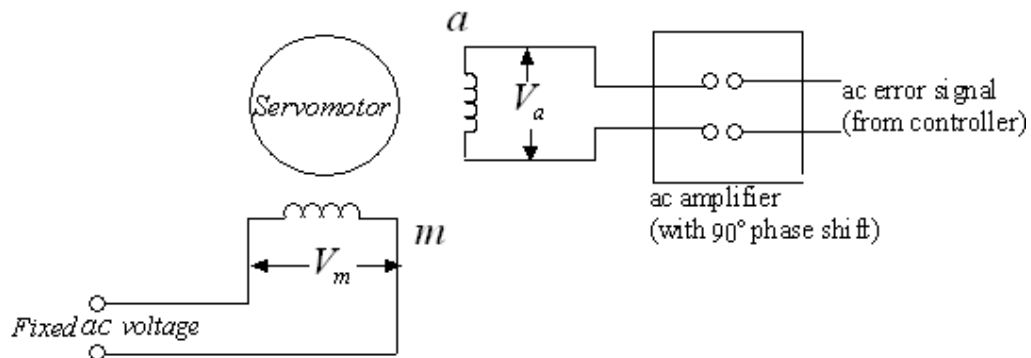 a
Servomotor
V_a
ac error signal
(from controller)
ac amplifier
(with 90° phase shift)
m
V_m
Fixed ac voltage